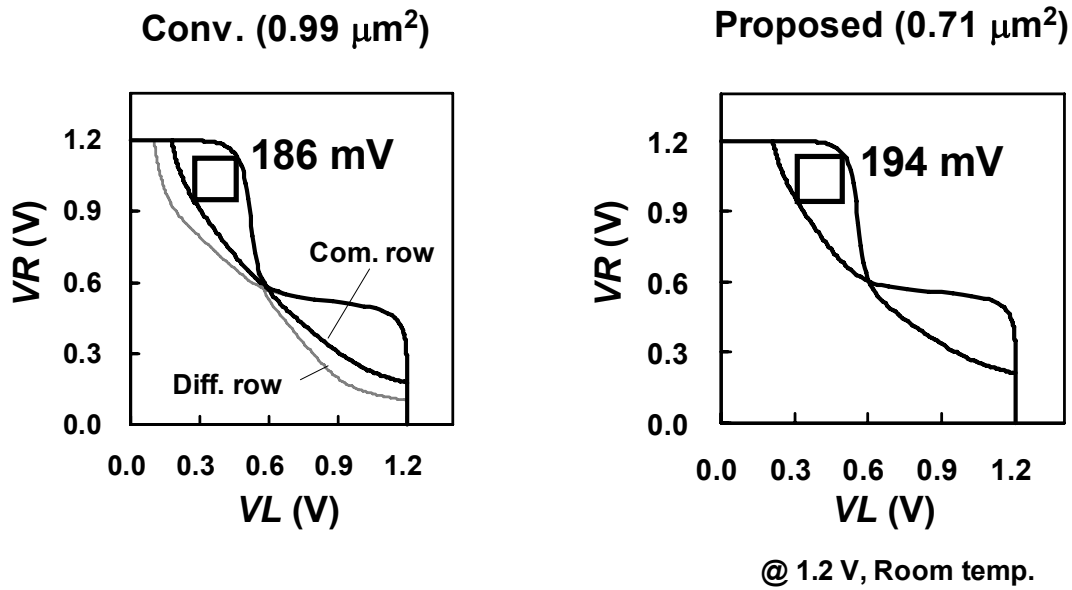 Conv. (0.99 μm²)
1.2
0.9
0.6
0.3
0.0
VR (V)
186 mV
Com. row
Diff. row
0.0 0.3 0.6 0.9 1.2
VL (V)
Proposed (0.71 μm²)
1.2
0.9
0.6
0.3
0.0
VR (V)
194 mV
0.0 0.3 0.6 0.9 1.2
VL (V)
@ 1.2 V, Room temp.